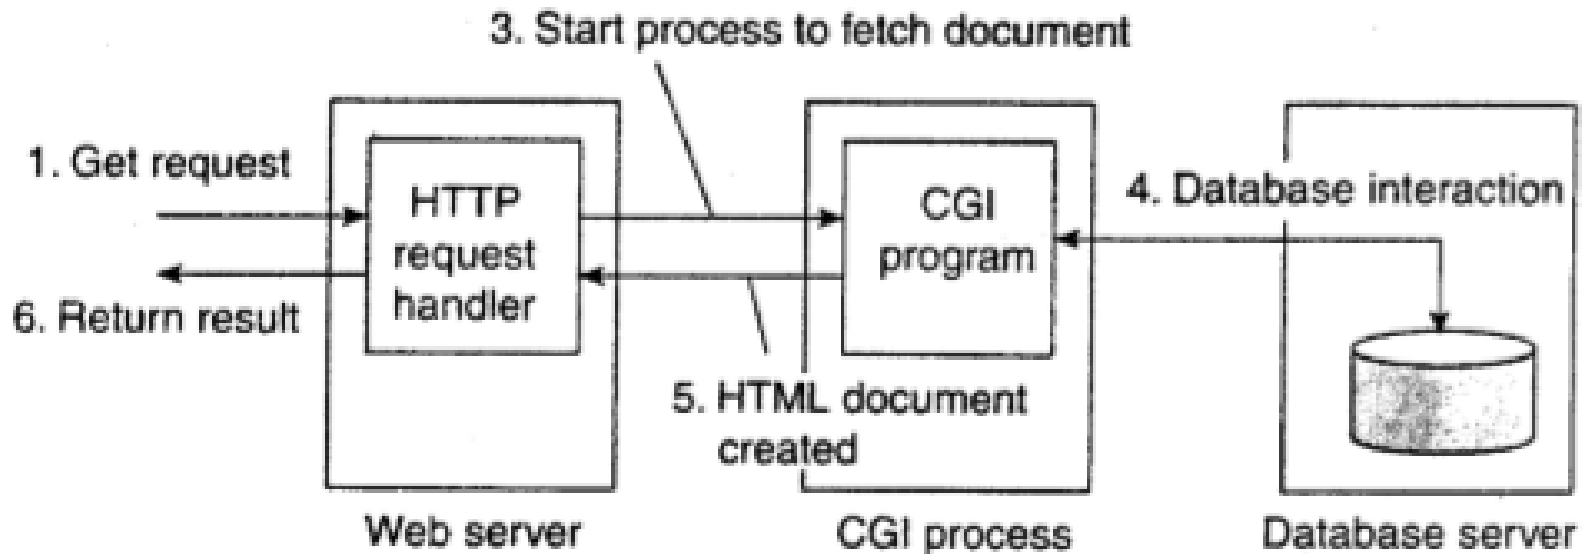 3. Start process to fetch document
1. Get request
HTTP
request
handler
CGI
program
4. Database interaction
6. Return result
5. HTML document
created
Web server
CGI process
Database server